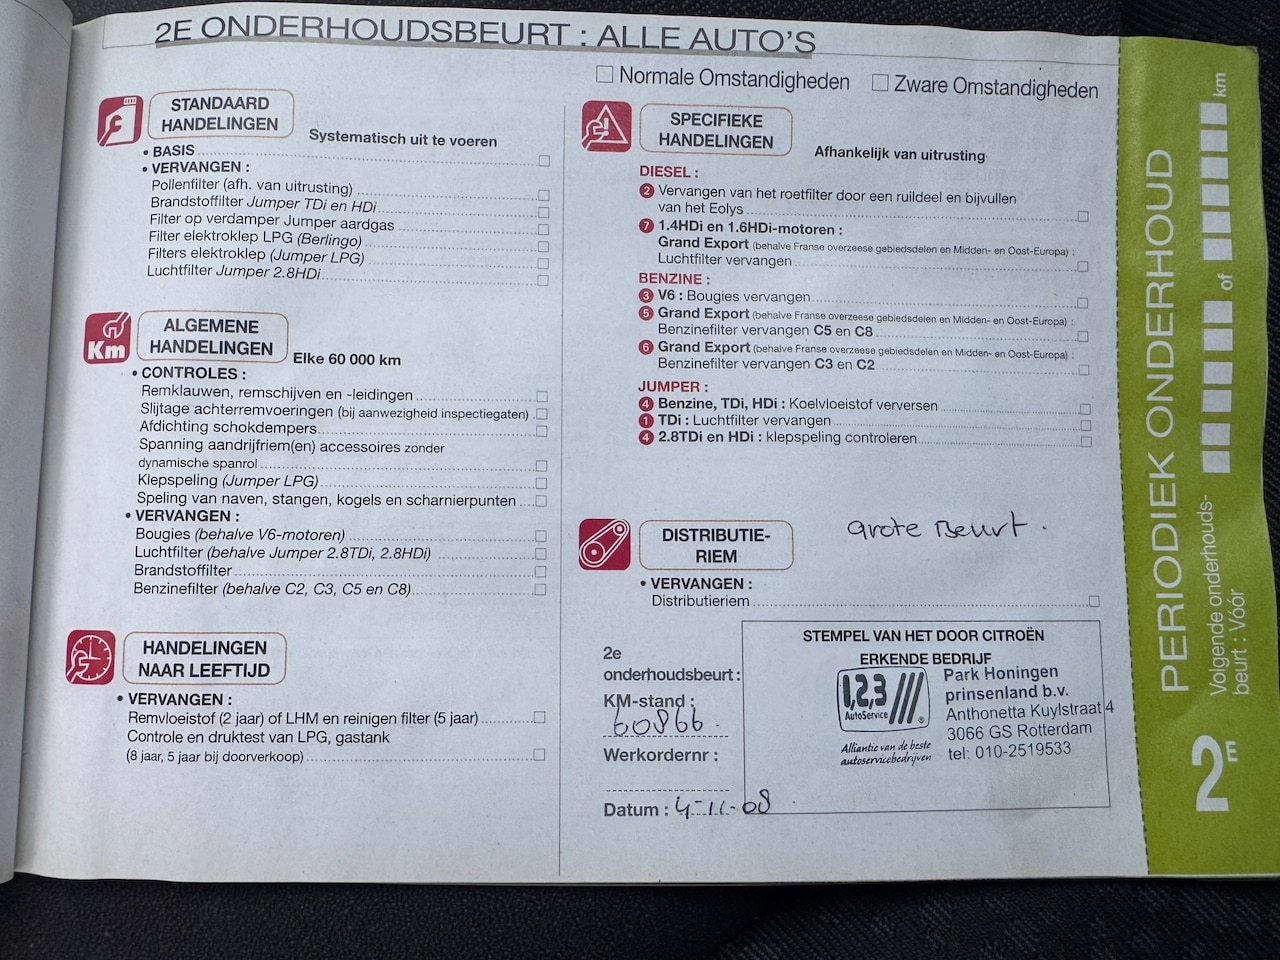 2E ONDERHOUDSBEURT : ALLE AUTO'S
Normale Omstandigheden
Zware Omstandigheden
STANDAARD
HANDELINGEN
Systematisch uit te voeren
• BASIS
• VERVANGEN :
Pollenfilter (afh. van uitrusting)
Brandstoffilter Jumper TDi en HDi
Filter op verdamper Jumper aardgas
Filter elektroklep LPG (Berlingo)
Filters elektroklep (Jumper LPG)
Luchtfilter Jumper 2.8HDi
Km
ALGEMENE
HANDELINGEN
Elke 60 000 km
• CONTROLES :
Remklauwen, remschijven en -leidingen
Slijtage achterremvoeringen (bij aanwezigheid inspectiegaten)
Afdichting schokdempers
Spanning aandrijfriem(en) accessoires zonder
dynamische spanrol
Klepspeling (Jumper LPG)
Speling van naven, stangen, kogels en scharnierpunten
• VERVANGEN :
Bougies (behalve V6-motoren)
Luchtfilter (behalve Jumper 2.8TDi, 2.8HDi)
Brandstoffilter
Benzinefilter (behalve C2, C3, C5 en C8)
HANDELINGEN
NAAR LEEFTIJD
• VERVANGEN :
Remvloeistof (2 jaar) of LHM en reinigen filter (5 jaar)
Controle en druktest van LPG, gastank
(8 jaar, 5 jaar bij doorverkoop)
SPECIFIEKE
HANDELINGEN
Afhankelijk van uitrusting
DIESEL :
2 Vervangen van het roetfilter door een ruildeel en bijvullen
van het Eolys
7 1.4HDi en 1.6HDi-motoren :
Grand Export (behalve Franse overzeese gebiedsdelen en Midden- en Oost-Europa) :
Luchtfilter vervangen
BENZINE :
3 V6 : Bougies vervangen
5 Grand Export (behalve Franse overzeese gebiedsdelen en Midden- en Oost-Europa) :
Benzinefilter vervangen C5 en C8
6 Grand Export (behalve Franse overzeese gebiedsdelen en Midden- en Oost-Europa) :
Benzinefilter vervangen C3 en C2
JUMPER :
4 Benzine, TDi, HDi : Koelvloeistof verversen
1 TDi : Luchtfilter vervangen
4 2.8TDi en HDi : klepspeling controleren
DISTRIBUTIE-
RIEM
Grote Beurt.
• VERVANGEN :
Distributieriem
2e
onderhoudsbeurt :
KM-stand :
60866.
Werkordernr :
Datum : 4-11-08
STEMPEL VAN HET DOOR CITROËN
ERKENDE BEDRIJF
1,2,3
AutoService
Alliantie van de beste
autoservicebedrijven
Park Honingen
prinsenland b.v.
Anthonetta Kuylstraat 4
3066 GS Rotterdam
tel: 010-2519533
PERIODIEK ONDERHOUD
Volgende onderhouds-
beurt : Vóór
of
km
2E